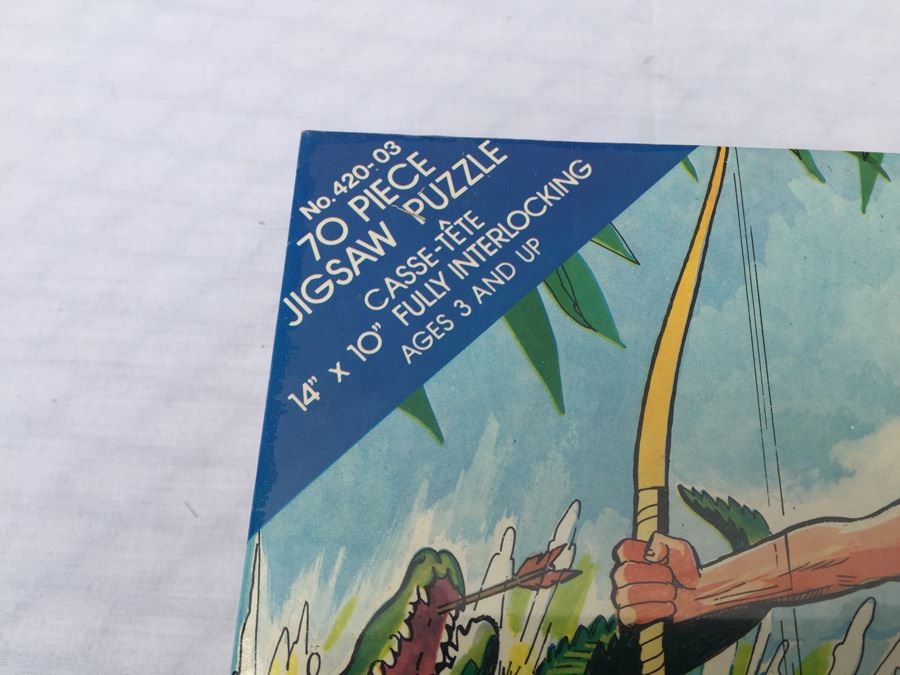 No. 420-03
70 PIECE
JIGSAW PUZZLE
CASSE-TÊTE
14" x 10" FULLY INTERLOCKING
AGES 3 AND UP